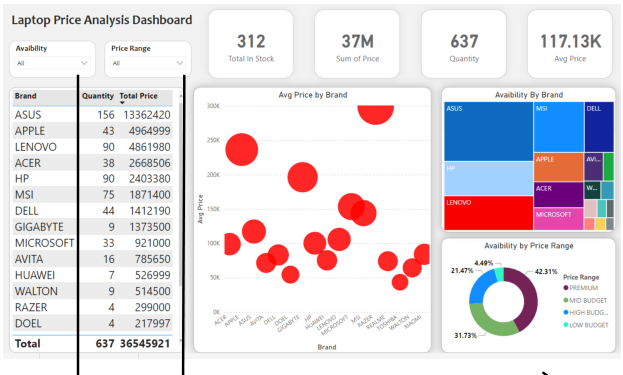 Laptop Price Analysis Dashboard
Avaibility
All
Price Range
All
312
Total In Stock
37M
Sum of Price
637
Quantity
117.13K
Avg Price
Brand Quantity Total Price
ASUS 156 13362420
APPLE 43 4964999
LENOVO 90 4861980
ACER 38 2668506
HP 90 2403380
MSI 75 1871400
DELL 44 1412190
GIGABYTE 9 1373500
MICROSOFT 33 921000
AVITA 16 785650
HUAWEI 7 526999
WALTON 9 514500
RAZER 4 299000
DOEL 4 217997
Total 637 36545921
Avg Price by Brand
Avg Price
300K
250K
200K
150K
100K
50K
0K
ACER
APPLE
ASUS
AVITA
DELL
DOEL
GIGABYTE
HP
HUAWEI
LENOVO
MICROSOFT
MSI
RAZER
REALME
TOSHIBA
WALTON
XIAOMI
Brand
Avaibility By Brand
ASUS
HP
LENOVO
MSI
APPLE
ACER
MICROSOFT
DELL
AVI...
W...
Avaibility by Price Range
4.49%
21.47%
42.31%
31.73%
Price Range
PREMIUM
MID BUDGET
HIGH BUDG...
LOW BUDGET